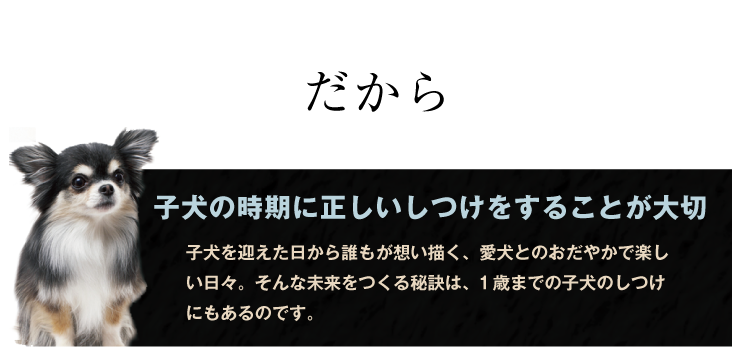 だから
子犬の時期に正しいしつけをすることが大切
子犬を迎えた日から誰もが想い描く、愛犬とのおだやかで楽し
い日々。そんな未来をつくる秘訣は、1歳までの子犬のしつけ
にもあるのです。